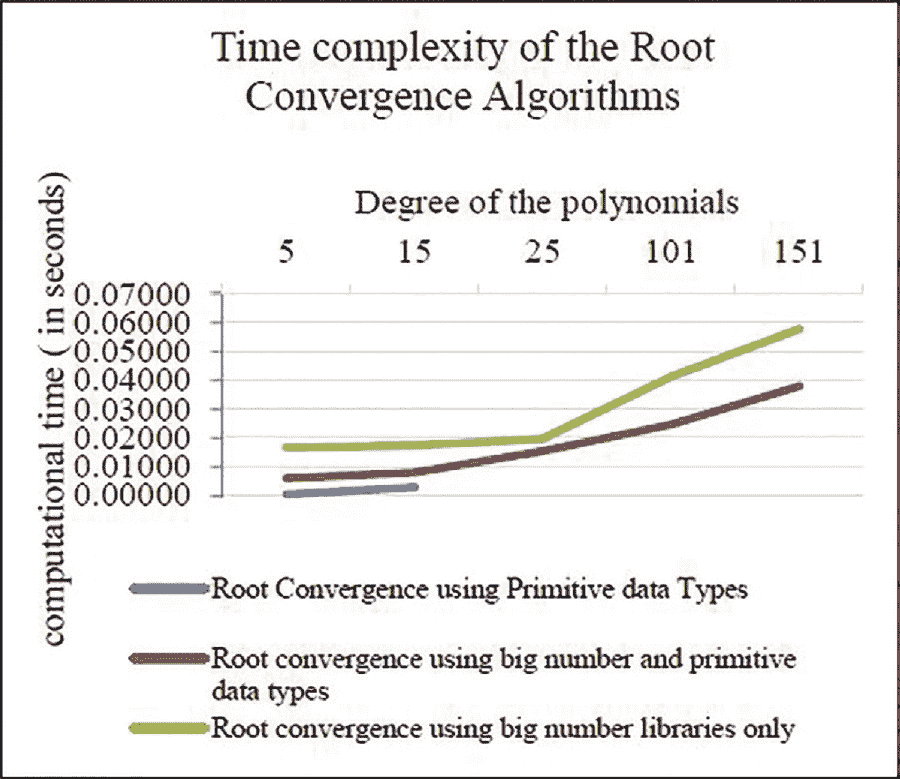 Time complexity of the Root
Convergence Algorithms
Degree of the polynomials
5 15 25 101 151
computational time ( in seconds)
0.07000
0.06000
0.05000
0.04000
0.03000
0.02000
0.01000
0.00000
Root Convergence using Primitive data Types
Root convergence using big number and primitive
data types
Root convergence using big number libraries only